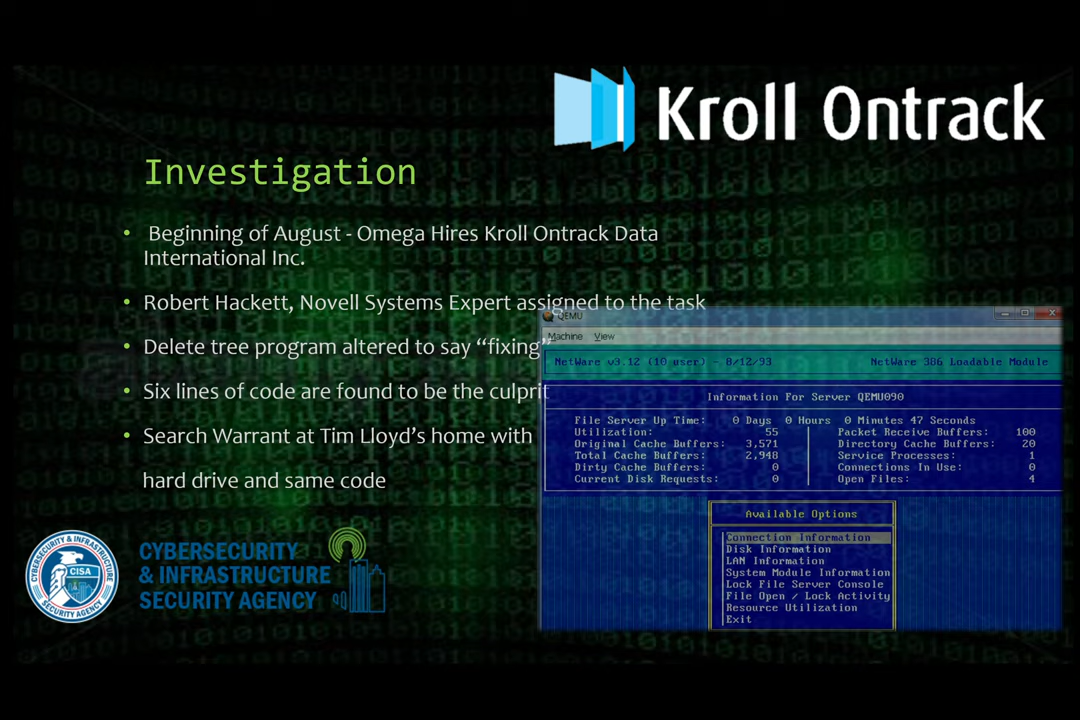 Kroll Ontrack
Investigation
• Beginning of August - Omega Hires Kroll Ontrack Data
International Inc.
• Robert Hackett, Novell Systems Expert assigned to the task
• Delete tree program altered to say “fixing”
• Six lines of code are found to be the culprit
• Search Warrant at Tim Lloyd’s home with
hard drive and same code
QEMU
Machine View
NetWare v3.12 (10 user) - 8/12/93 NetWare 386 Loadable Module
Information For Server QEMU090
File Server Up Time: 0 Days 0 Hours 0 Minutes 47 Seconds
Utilization: 55 Packet Receive Buffers: 100
Original Cache Buffers: 3,571 Directory Cache Buffers: 20
Total Cache Buffers: 2,948 Service Processes: 1
Dirty Cache Buffers: 0 Connections In Use: 0
Current Disk Requests: 0 Open Files: 4
Available Options
Connection Information
Disk Information
LAN Information
System Module Information
Lock File Server Console
File Open / Lock Activity
Resource Utilization
Exit
CYBERSECURITY & INFRASTRUCTURE
CISA
SECURITY AGENCY
CYBERSECURITY
& INFRASTRUCTURE
SECURITY AGENCY